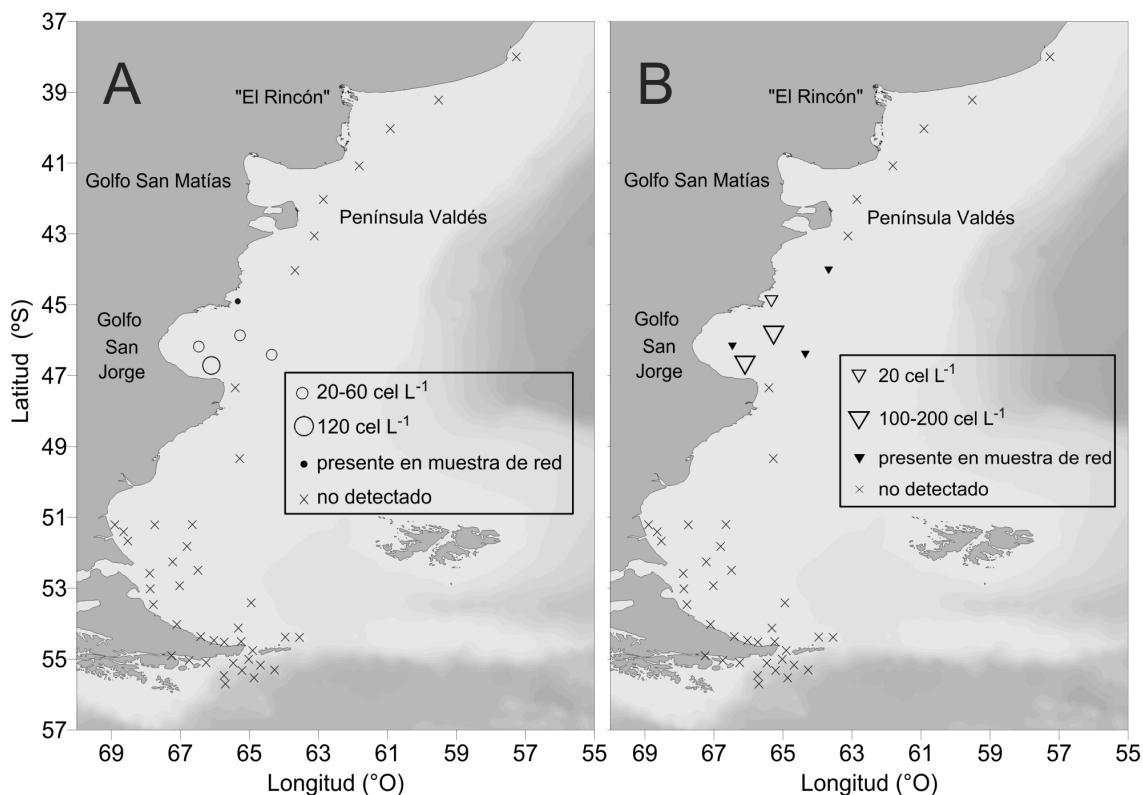 A
"El Rincón"
Golfo San Matías
Península Valdés
Golfo
San
Jorge
20-60 cel L⁻¹
120 cel L⁻¹
presente en muestra de red
no detectado
37
39
41
43
45
47
49
51
53
55
57
Latitud (ºS)
69 67 65 63 61 59 57 55
Longitud (°O)
B
"El Rincón"
Golfo San Matías
Península Valdés
Golfo
San
Jorge
20 cel L⁻¹
100-200 cel L⁻¹
presente en muestra de red
no detectado
69 67 65 63 61 59 57 55
Longitud (°O)